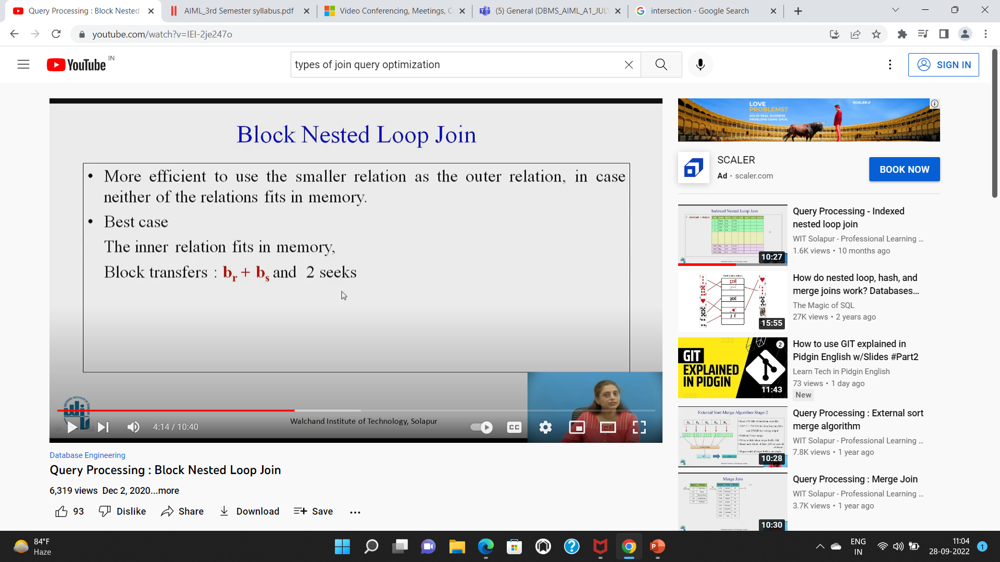 Query Processing : Block Nested
AIML_3rd Semester syllabus.pdf
Video Conferencing, Meetings, C
(5) General (DBMS_AIML_A1_JULY
intersection - Google Search
youtube.com/watch?v=IEI-2je247o
YouTube IN
types of join query optimization
SIGN IN
Block Nested Loop Join
• More efficient to use the smaller relation as the outer relation, in case
neither of the relations fits in memory.
• Best case
The inner relation fits in memory,
Block transfers : br + bs and 2 seeks
Walchand Institute of Technology, Solapur
4:14 / 10:40
CC
Database Engineering
Query Processing : Block Nested Loop Join
6,319 views Dec 2, 2020...more
93 Dislike Share Download Save
LOVE
PROBLEMS?
SOLVE REAL BUSINESS
PROBLEMS USING DATA.
SCALER
SCALER
Ad · scaler.com
BOOK NOW
Indexed Nested Loop Join
10:27
Query Processing - Indexed
nested loop join
WIT Solapur - Professional Learning ...
1.6K views • 10 months ago
15:55
How do nested loop, hash, and
merge joins work? Databases...
The Magic of SQL
27K views • 2 years ago
GIT
EXPLAINED
IN PIDGIN
2
11:43
How to use GIT explained in
Pidgin English w/Slides #Part2
Learn Tech in Pidgin English
73 views • 1 day ago
New
External Sort-Merge Algorithm Stage-2
10:28
Query Processing : External sort
merge algorithm
WIT Solapur - Professional Learning ...
7.8K views • 1 year ago
Merge Join
10:30
Query Processing : Merge Join
WIT Solapur - Professional Learning ...
3.7K views • 1 year ago
84°F
Haze
ENG
IN
11:04
28-09-2022
1